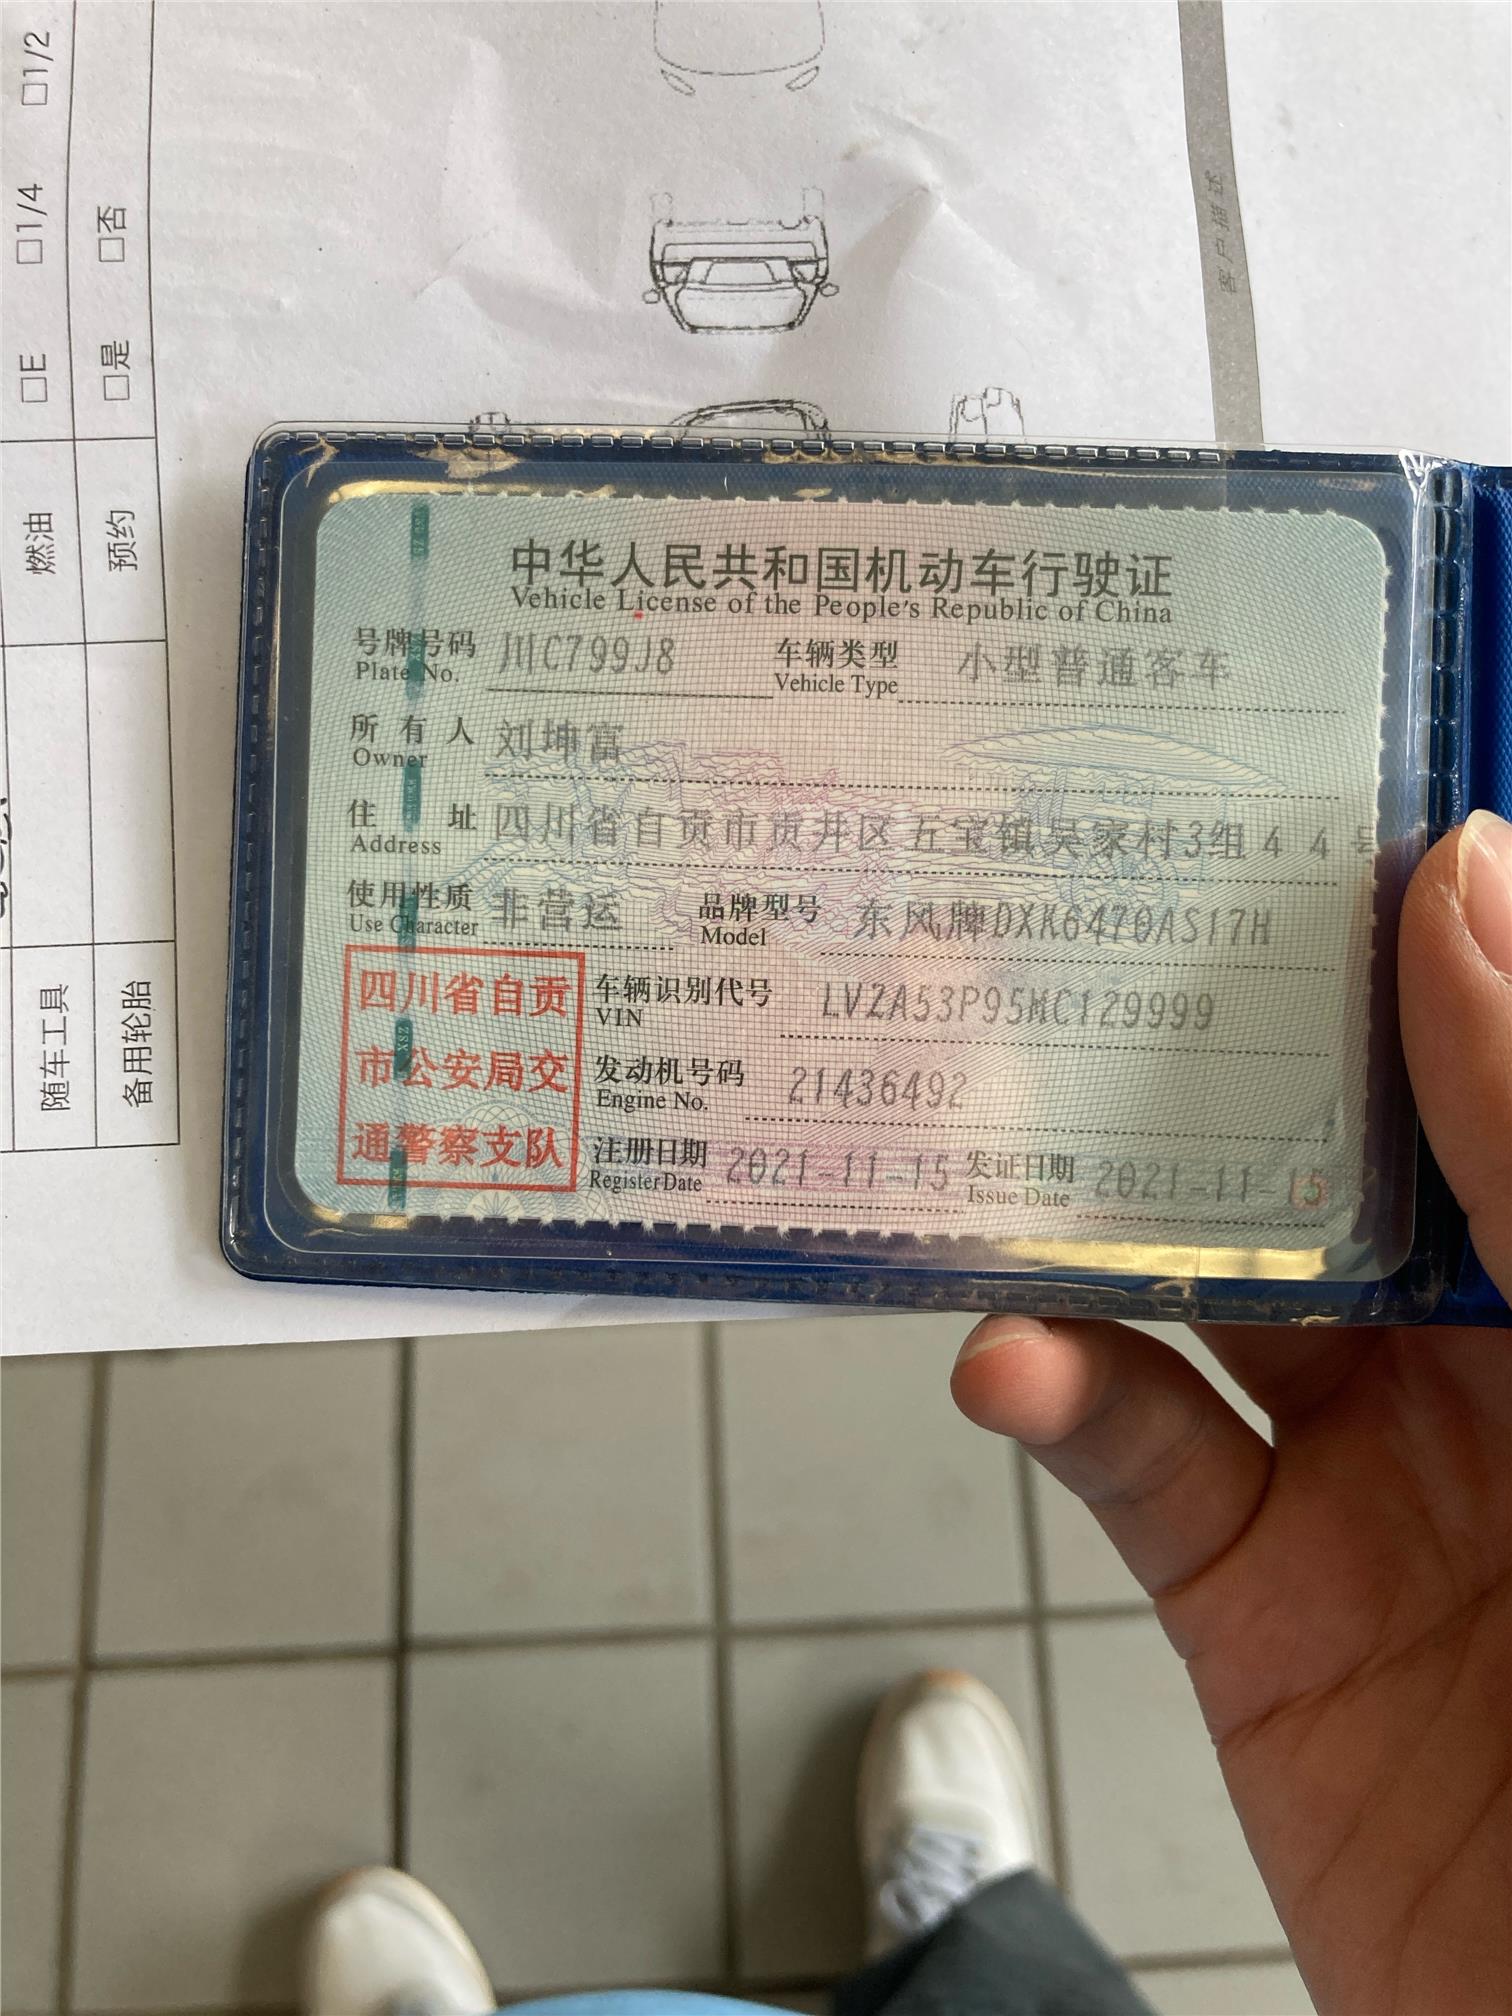 □E □1/4 □1/2
□是 □否
燃油
预约
随车工具
备用轮胎
客户描述
中华人民共和国机动车行驶证
Vehicle License of the People's Republic of China
号牌号码 川C799J8 车辆类型 小型普通客车
Plate No. Vehicle Type
所有人 刘坤富
Owner
住址 四川省自贡市贡井区五宝镇吴家村3组44号
Address
使用性质 非营运 品牌型号 东风牌DXK6470AS17H
Use Character Model
四川省自贡
市公安局交
通警察支队
车辆识别代号 LVZA53P95MC129999
VIN
发动机号码 21436492
Engine No.
注册日期 2021-11-15 发证日期 2021-11-15
Register Date Issue Date